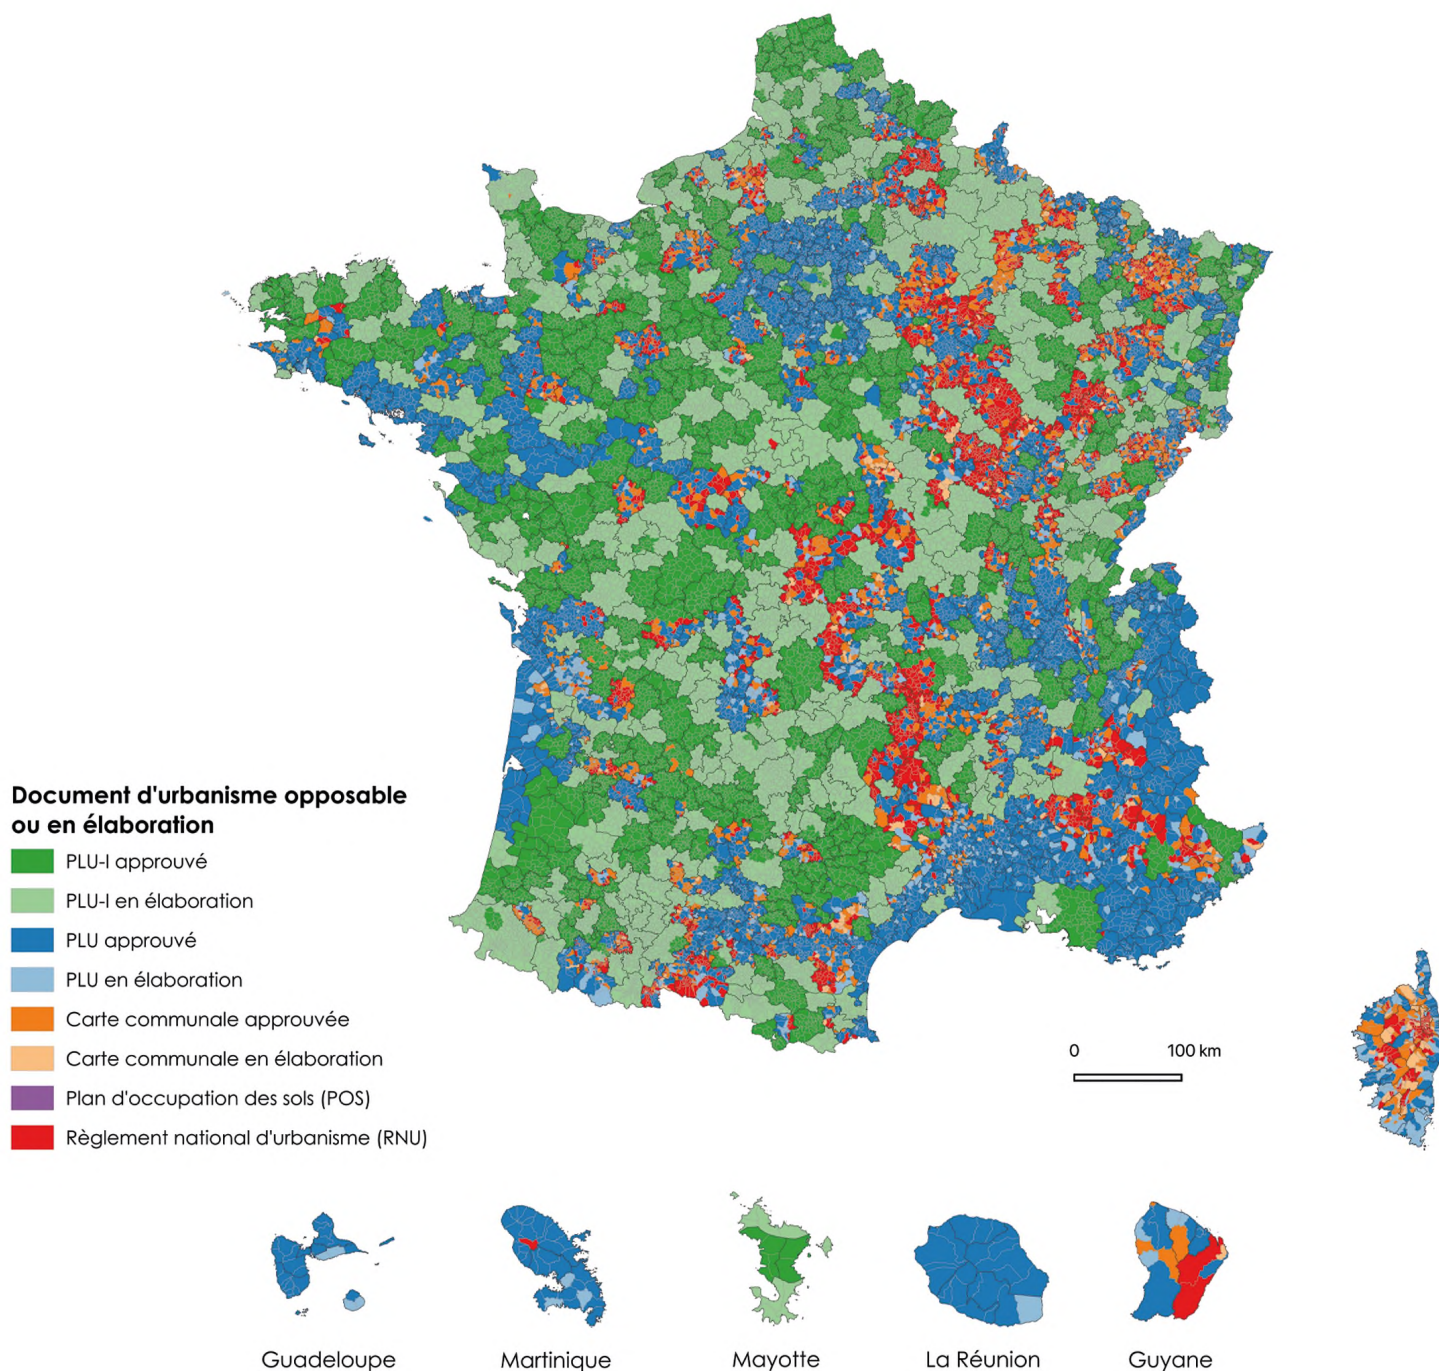 Document d'urbanisme opposable
ou en élaboration
PLU-I approuvé
PLU-I en élaboration
PLU approuvé
PLU en élaboration
Carte communale approuvée
Carte communale en élaboration
Plan d'occupation des sols (POS)
Règlement national d'urbanisme (RNU)
0 100 km
Guadeloupe
Martinique
Mayotte
La Réunion
Guyane